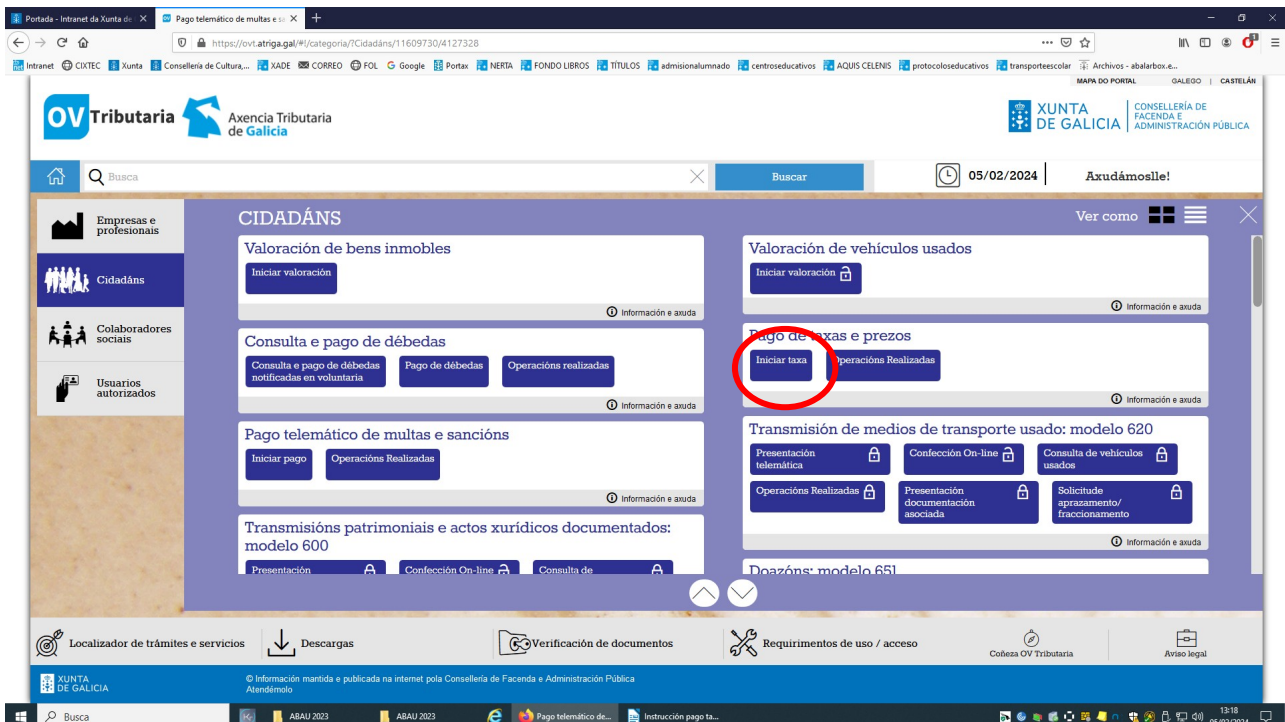 Portada - Intranet da Xunta de
Pago telemático de multas e sa
https://ovt.atriga.gal/#!/categoria/?Cidadáns/11609730/4127328
Intranet CIXTEC Xunta Consellería de Cultura,... XADE CORREO FOL Google Portax NERTA FONDO LIBROS TÍTULOS admisionalumnado centroseducativos AQUIS CELENIS protocoloseducativos transporteescolar Archivos - abalarbox.e...
MAPA DO PORTAL GALEGO | CASTELÁN
OV Tributaria
Axencia Tributaria
de Galicia
XUNTA
DE GALICIA
CONSELLERÍA DE
FACENDA E
ADMINISTRACIÓN PÚBLICA
Busca
Buscar
05/02/2024
Axudámoslle!
Empresas e
profesionais
Cidadáns
Colaboradores
sociais
Usuarios
autorizados
CIDADÁNS
Ver como
Valoración de bens inmobles
Iniciar valoración
Información e axuda
Valoración de vehículos usados
Iniciar valoración
Información e axuda
Consulta e pago de débedas
Consulta e pago de débedas
notificadas en voluntaria
Pago de débedas
Operacións realizadas
Información e axuda
Pago de taxas e prezos
Iniciar taxa
Operacións Realizadas
Información e axuda
Pago telemático de multas e sancións
Iniciar pago
Operacións Realizadas
Información e axuda
Transmisión de medios de transporte usado: modelo 620
Presentación
telemática
Confección On-line
Consulta de vehículos
usados
Operacións Realizadas
Presentación
documentación
asociada
Solicitude
aprazamento/
fraccionamento
Información e axuda
Transmisións patrimoniais e actos xurídicos documentados:
modelo 600
Presentación
Confección On-line
Consulta de
Doazóns: modelo 651
Localizador de trámites e servicios
Descargas
Verificación de documentos
Requirimentos de uso / acceso
Coñeza OV Tributaria
Aviso legal
XUNTA
DE GALICIA
© Información mantida e publicada na internet pola Consellería de Facenda e Administración Pública
Atendémolo
Busca
ABAU 2023
ABAU 2023
Pago telemático de...
Instrucción pago ta...
13:18
05/02/2024